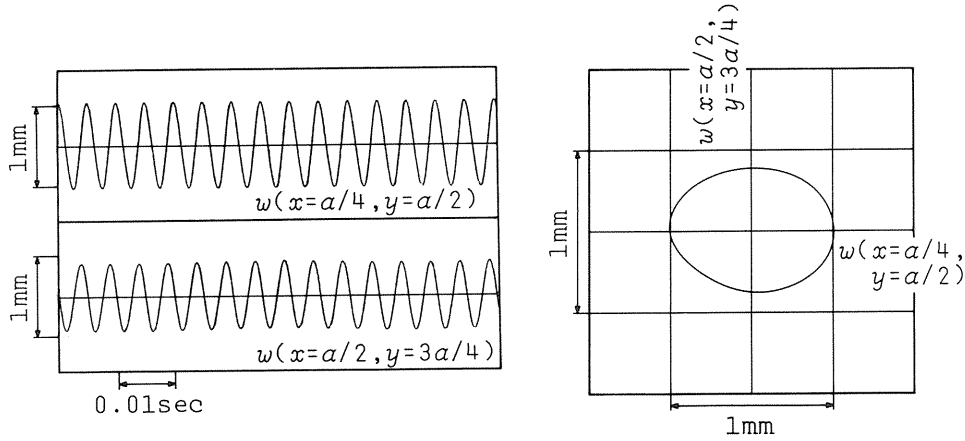 1mm
w(x=a/4,y=a/2)
1mm
w(x=a/2,y=3a/4)
0.01sec
w(x=a/2,
y=3a/4)
1mm
w(x=a/4,
y=a/2)
1mm